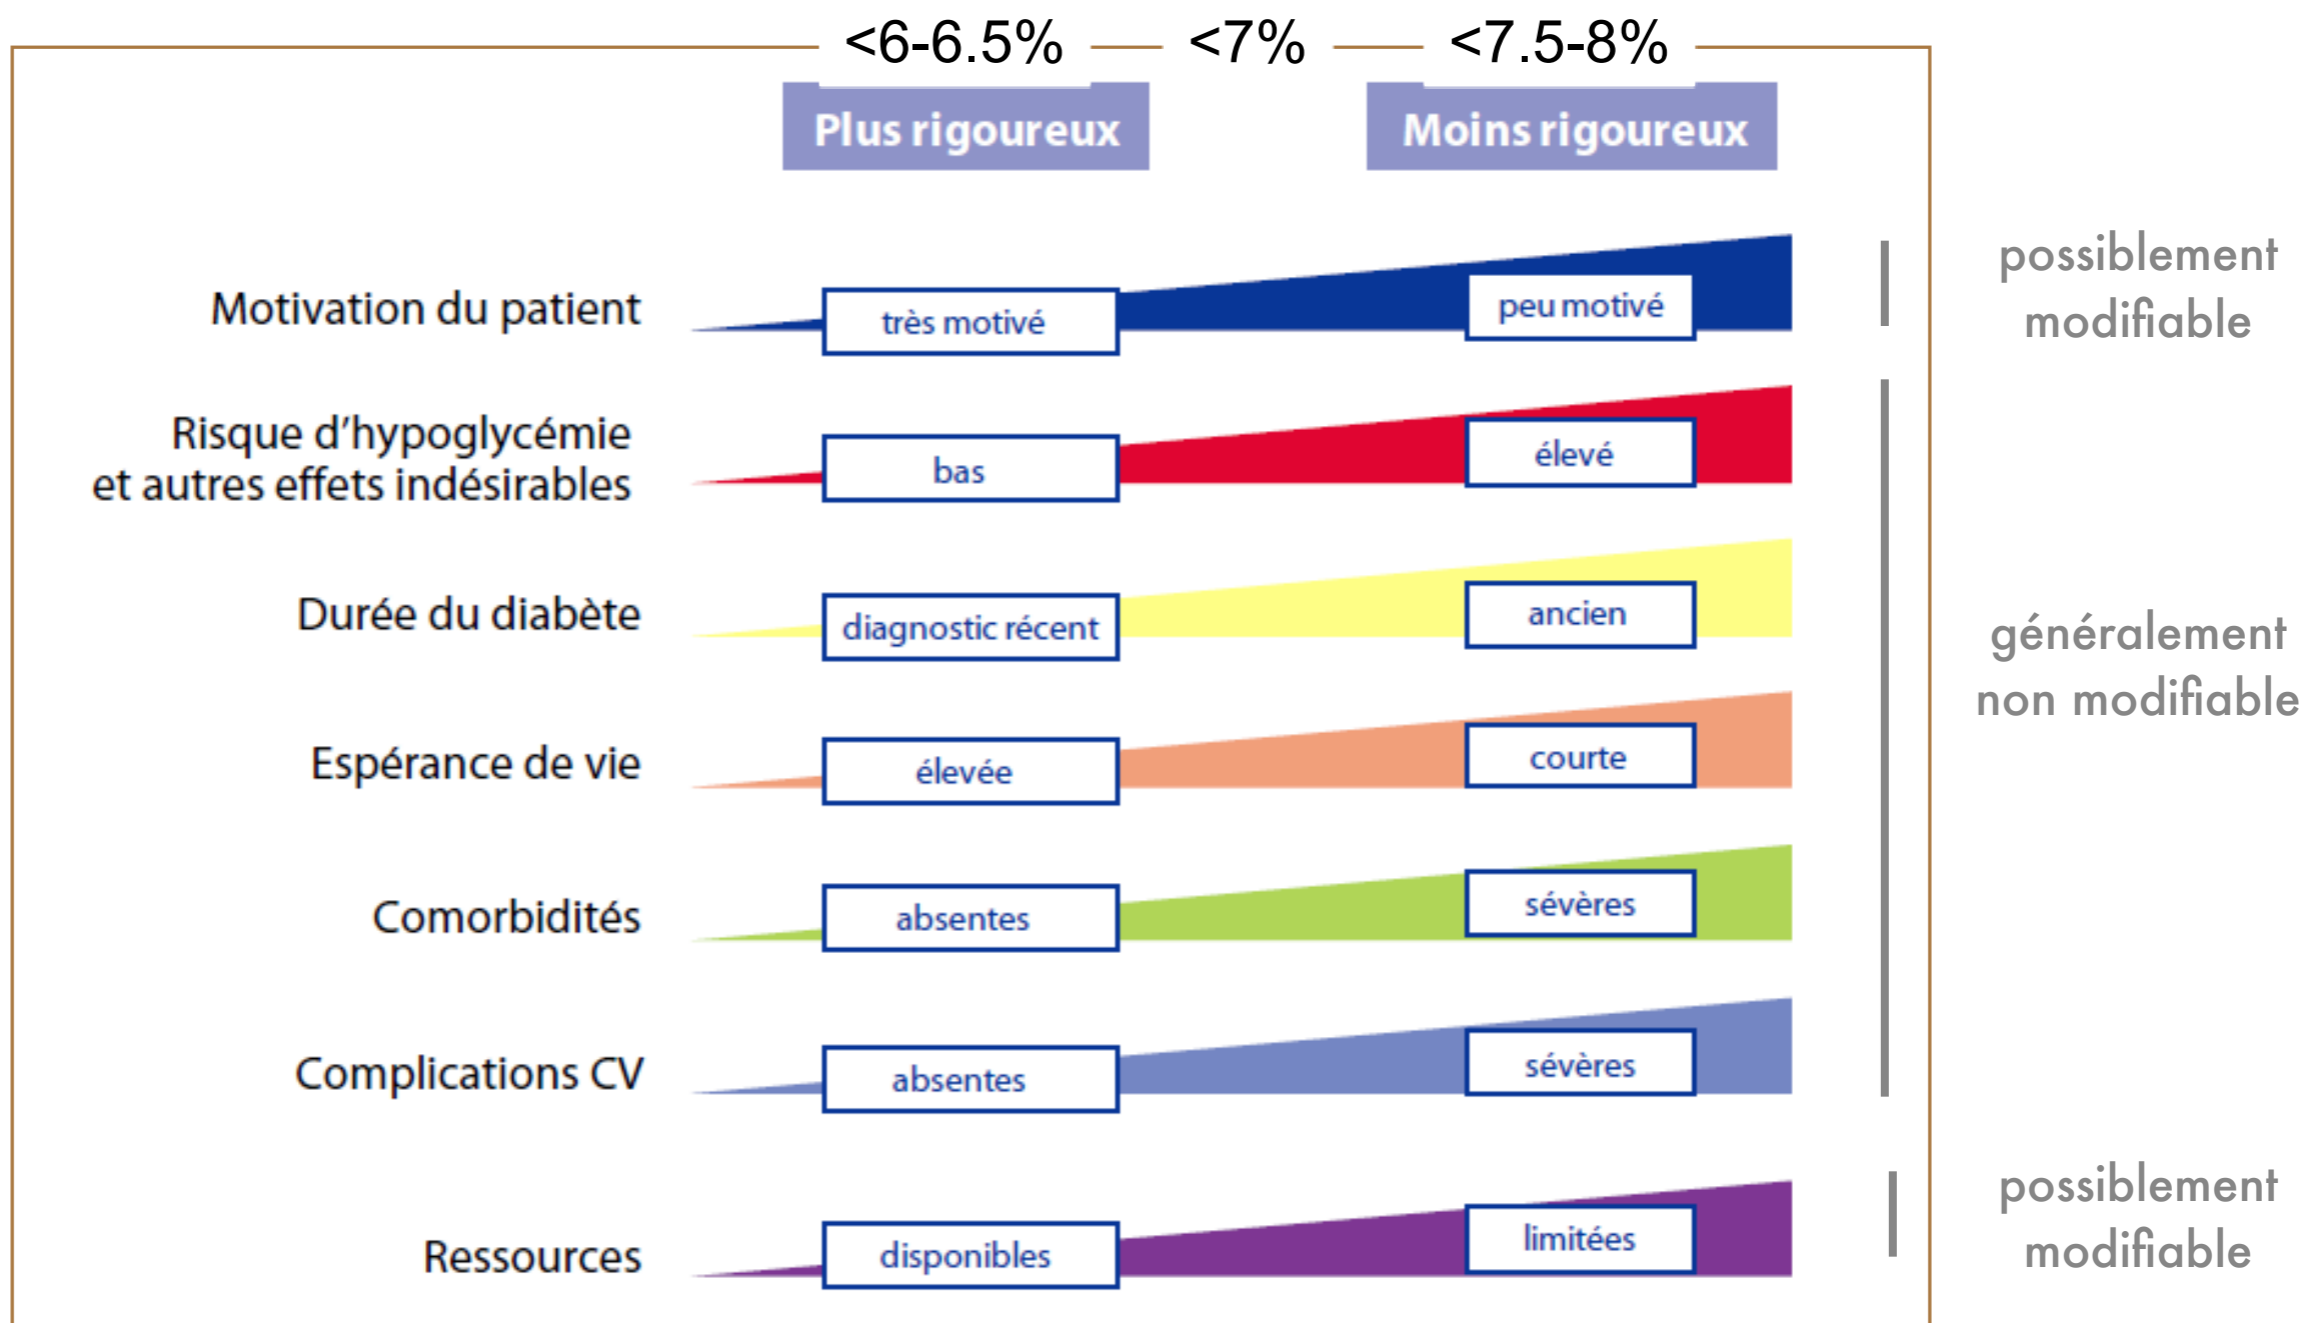 <6-6.5% <7% <7.5-8%
Plus rigoureux Moins rigoureux
Motivation du patient très motivé peu motivé possiblement
modifiable
Risque d'hypoglycémie
et autres effets indésirables bas élevé
Durée du diabète diagnostic récent ancien généralement
non modifiable
Espérance de vie élevée courte
Comorbidités absentes sévères
Complications CV absentes sévères
Ressources disponibles limitées possiblement
modifiable